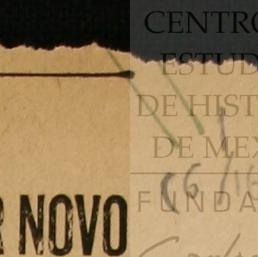 CENTRO
ESTUD
DE HIST
DE MEX
FUNDA
R NOVO